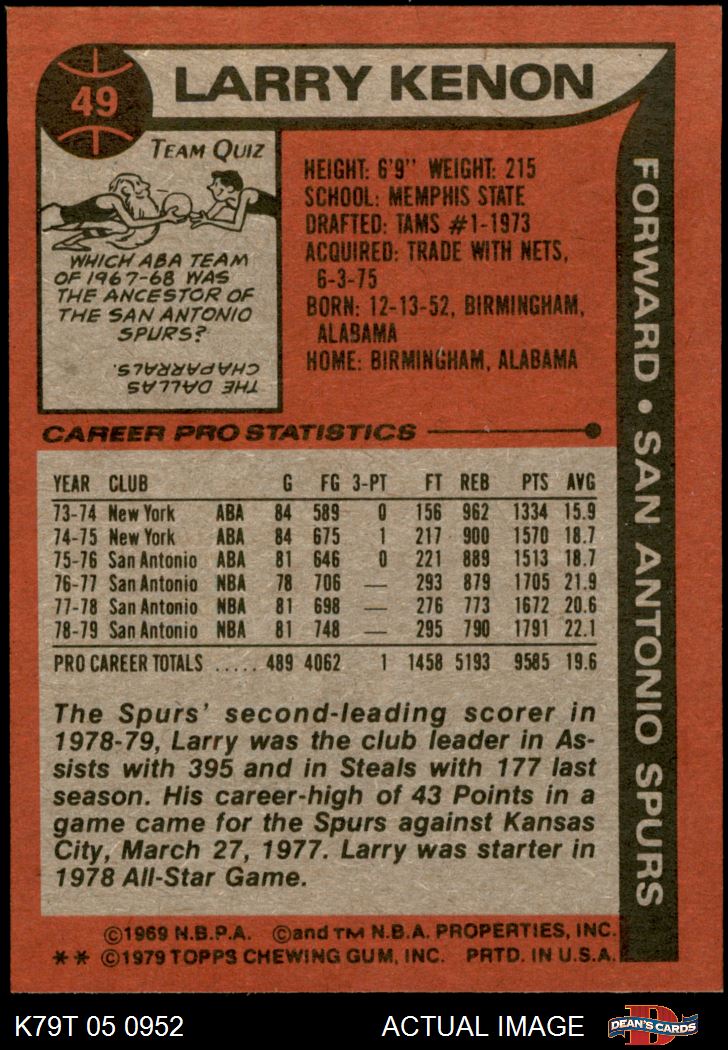 49
LARRY KENON
TEAM QUIZ
WHICH ABA TEAM
OF 1967-68 WAS
THE ANCESTOR OF
THE SAN ANTONIO
SPURS?
THE DALLAS
CHAPARRALS.
HEIGHT: 6'9" WEIGHT: 215
SCHOOL: MEMPHIS STATE
DRAFTED: TAMS #1-1973
ACQUIRED: TRADE WITH NETS,
6-3-75
BORN: 12-13-52, BIRMINGHAM,
ALABAMA
HOME: BIRMINGHAM, ALABAMA
FORWARD • SAN ANTONIO SPURS
CAREER PRO STATISTICS
YEAR CLUB G FG 3-PT FT REB PTS AVG
73-74 New York ABA 84 589 0 156 962 1334 15.9
74-75 New York ABA 84 675 1 217 900 1570 18.7
75-76 San Antonio ABA 81 646 0 221 889 1513 18.7
76-77 San Antonio NBA 78 706 — 293 879 1705 21.9
77-78 San Antonio NBA 81 698 — 276 773 1672 20.6
78-79 San Antonio NBA 81 748 — 295 790 1791 22.1
PRO CAREER TOTALS ..... 489 4062 1 1458 5193 9585 19.6
The Spurs' second-leading scorer in
1978-79, Larry was the club leader in As-
sists with 395 and in Steals with 177 last
season. His career-high of 43 Points in a
game came for the Spurs against Kansas
City, March 27, 1977. Larry was starter in
1978 All-Star Game.
©1969 N.B.P.A. ©and TM N.B.A. PROPERTIES, INC.
** ©1979 TOPPS CHEWING GUM, INC. PRTD. IN U.S.A.
K79T 05 0952 ACTUAL IMAGE DEAN'S CARDS